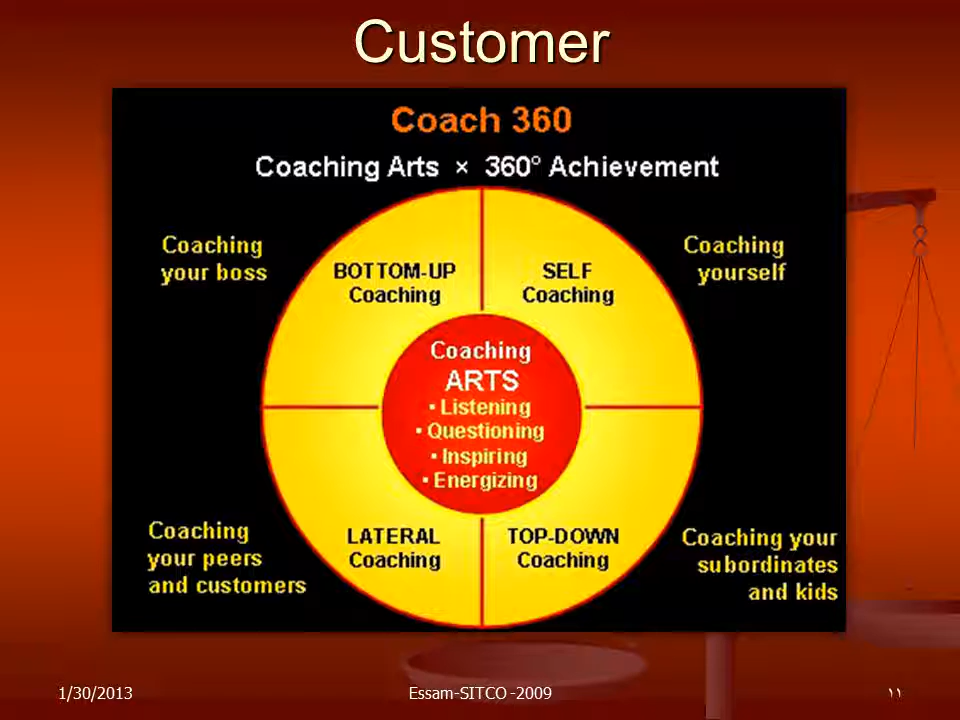 Customer
Coach 360
Coaching Arts × 360° Achievement
Coaching
your boss
BOTTOM-UP
Coaching
SELF
Coaching
Coaching
yourself
Coaching
ARTS
▪ Listening
▪ Questioning
▪ Inspiring
▪ Energizing
Coaching
your peers
and customers
LATERAL
Coaching
TOP-DOWN
Coaching
Coaching your
subordinates
and kids
1/30/2013
Essam-SITCO -2009
١١